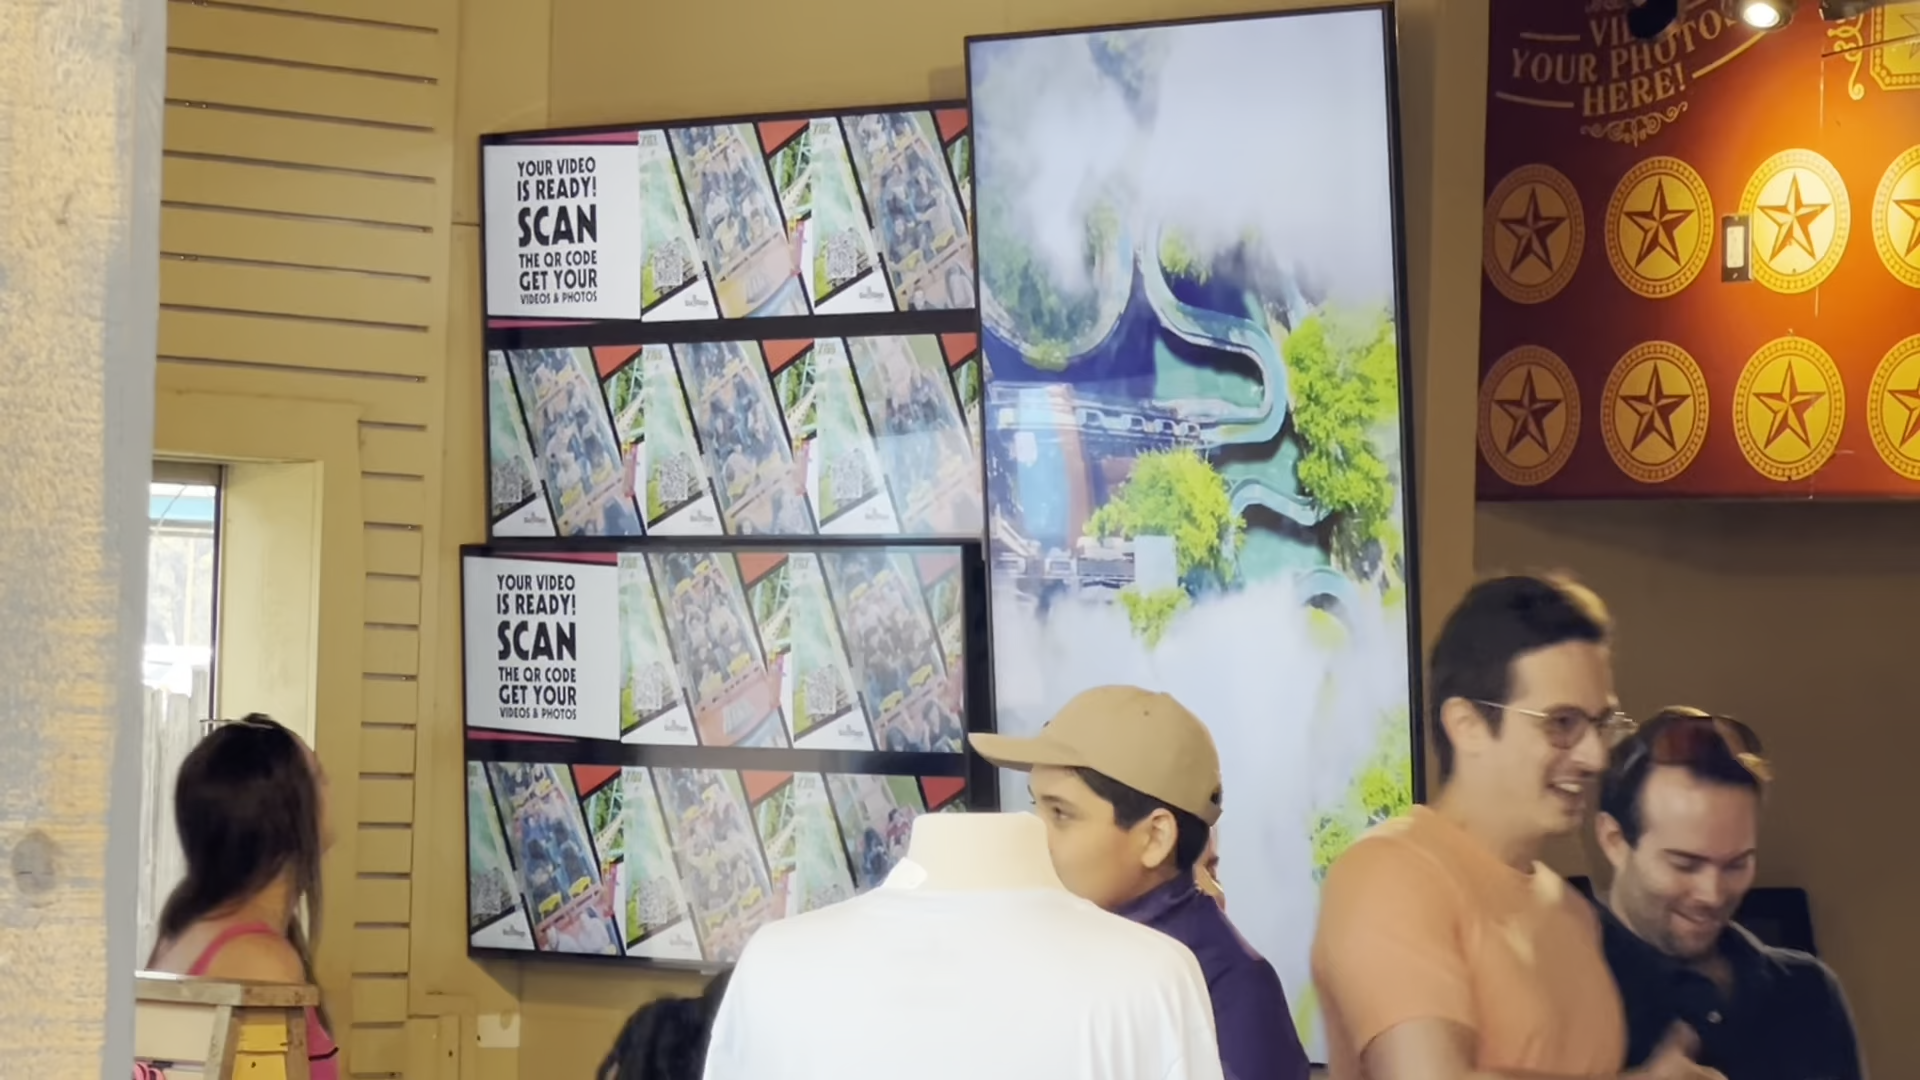 YOUR VIDEO
IS READY!
SCAN
THE QR CODE
GET YOUR
VIDEOS & PHOTOS
YOUR VIDEO
IS READY!
SCAN
THE QR CODE
GET YOUR
VIDEOS & PHOTOS
YOUR PHOTOS
HERE!